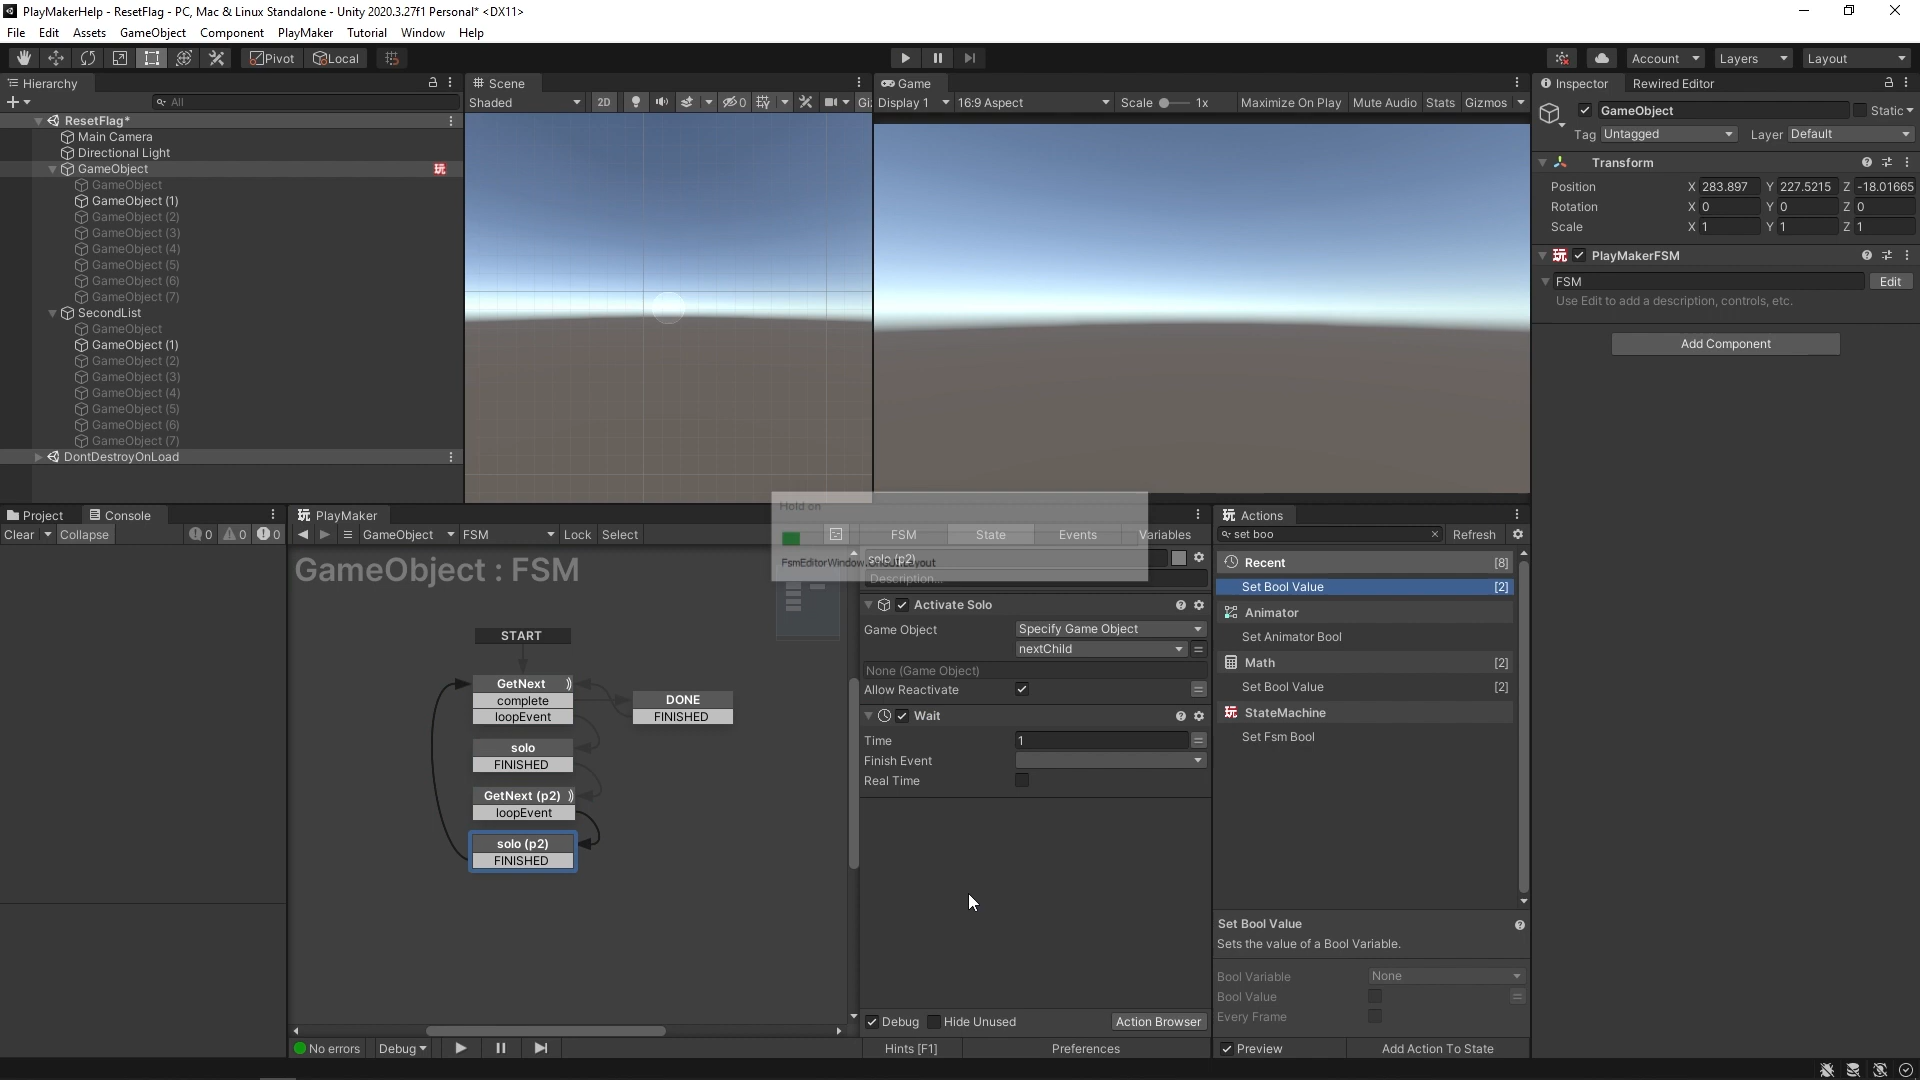 PlayMakerHelp - ResetFlag - PC, Mac & Linux Standalone - Unity 2020.3.27f1 Personal* <DX11>
File Edit Assets GameObject Component PlayMaker Tutorial Window Help
Pivot Local Account Layers Layout
Hierarchy
All
ResetFlag*
Main Camera
Directional Light
GameObject
GameObject
GameObject (1)
GameObject (2)
GameObject (3)
GameObject (4)
GameObject (5)
GameObject (6)
GameObject (7)
SecondList
GameObject
GameObject (1)
GameObject (2)
GameObject (3)
GameObject (4)
GameObject (5)
GameObject (6)
GameObject (7)
DontDestroyOnLoad
Scene
Shaded 2D 0 Gi
Game
Display 1 16:9 Aspect Scale 1x Maximize On Play Mute Audio Stats Gizmos
Inspector Rewired Editor
GameObject Static
Tag Untagged Layer Default
Transform
Position X 283.897 Y 227.5215 Z -18.01665
Rotation X 0 Y 0 Z 0
Scale X 1 Y 1 Z 1
PlayMakerFSM
FSM Edit
Use Edit to add a description, controls, etc.
Add Component
Project Console
Clear Collapse 0 0 0
PlayMaker
GameObject FSM Lock Select
GameObject : FSM
START
GetNext
complete
loopEvent
DONE
FINISHED
solo
FINISHED
GetNext (p2)
loopEvent
solo (p2)
FINISHED
Hold on
FSM State Events Variables
solo (p2)
Description...
Activate Solo
Game Object Specify Game Object
nextChild
None (Game Object)
Allow Reactivate
Wait
Time 1
Finish Event
Real Time
Debug Hide Unused Action Browser
No errors Debug Hints [F1] Preferences
Actions
set boo Refresh
Recent [8]
Set Bool Value [2]
Animator
Set Animator Bool
Math [2]
Set Bool Value [2]
StateMachine
Set Fsm Bool
Set Bool Value
Sets the value of a Bool Variable.
Bool Variable None
Bool Value
Every Frame
Preview Add Action To State